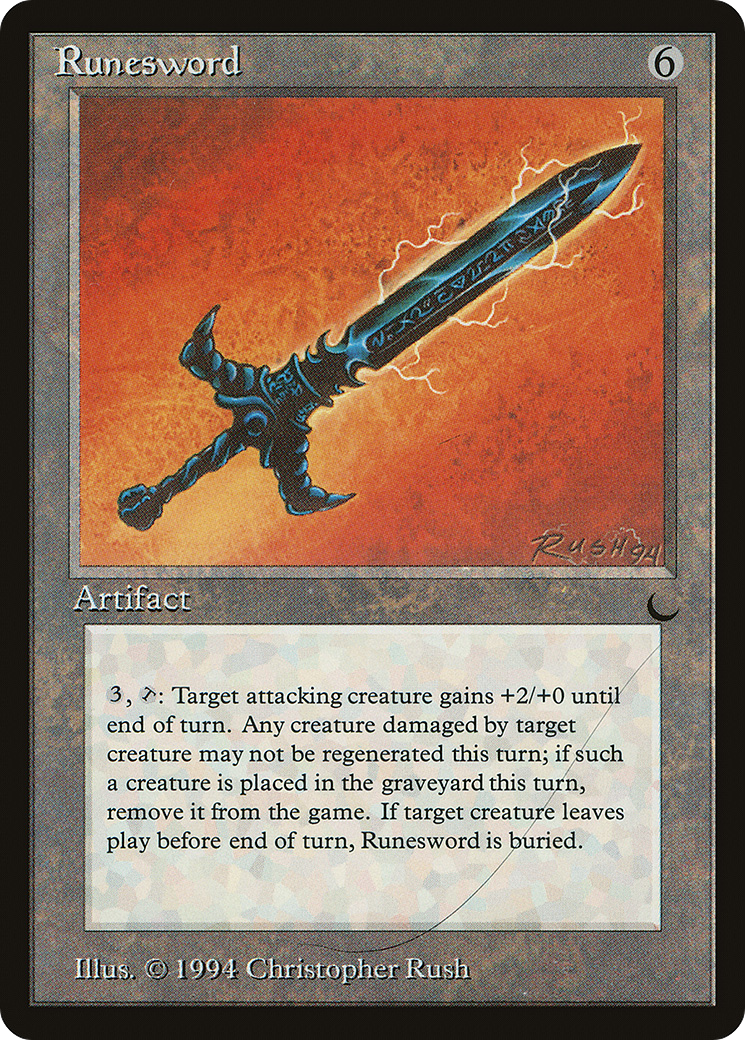 Runesword
6
RUSH 94
Artifact
3, T: Target attacking creature gains +2/+0 until
end of turn. Any creature damaged by target
creature may not be regenerated this turn; if such
a creature is placed in the graveyard this turn,
remove it from the game. If target creature leaves
play before end of turn, Runesword is buried.
Illus. © 1994 Christopher Rush